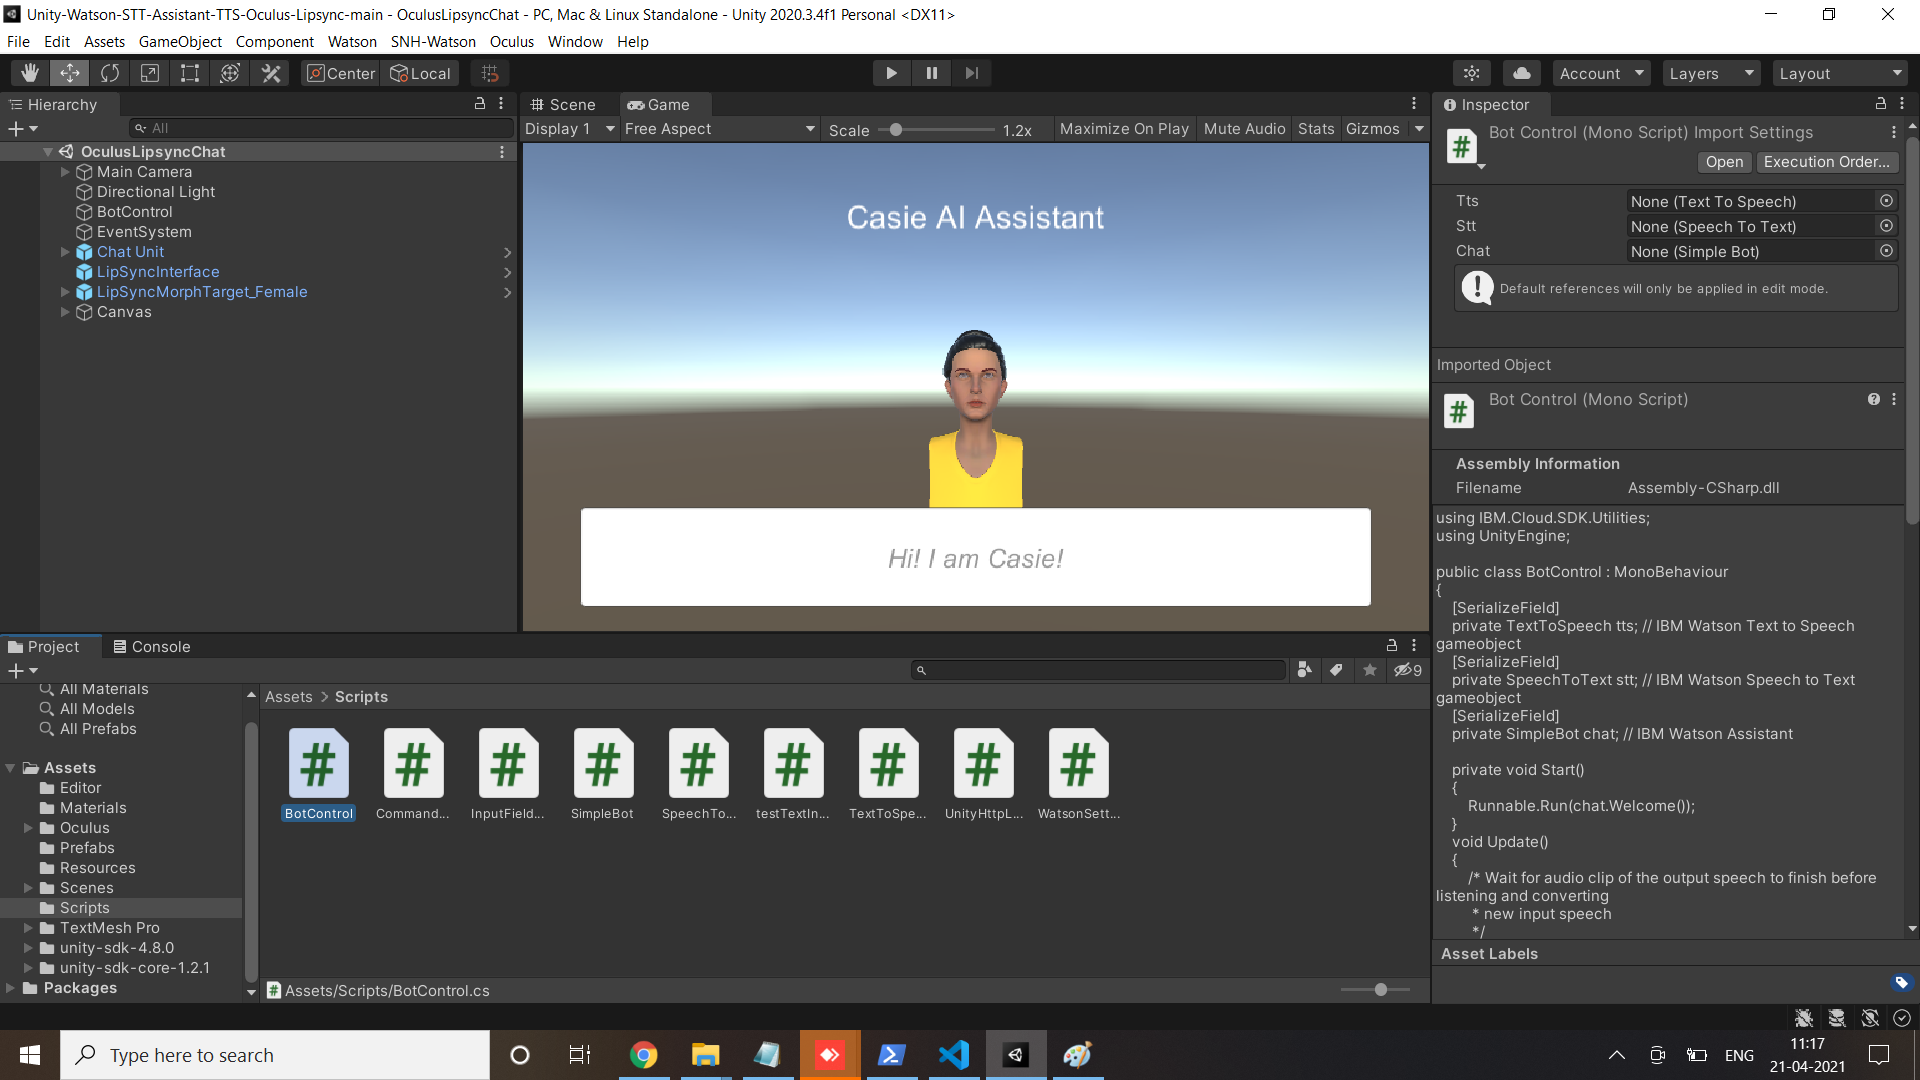 Unity-Watson-STT-Assistant-TTS-Oculus-Lipsync-main - OculusLipsyncChat - PC, Mac & Linux Standalone - Unity 2020.3.4f1 Personal <DX11>
File Edit Assets GameObject Component Watson SNH-Watson Oculus Window Help
Center Local Account Layers Layout
Hierarchy
All
OculusLipsyncChat
Main Camera
Directional Light
BotControl
EventSystem
Chat Unit
LipSyncInterface
LipSyncMorphTarget_Female
Canvas
Scene Game
Display 1 Free Aspect Scale 1.2x Maximize On Play Mute Audio Stats Gizmos
Casie AI Assistant
Hi! I am Casie!
Inspector
Bot Control (Mono Script) Import Settings
Open Execution Order...
Tts None (Text To Speech)
Stt None (Speech To Text)
Chat None (Simple Bot)
Default references will only be applied in edit mode.
Imported Object
Bot Control (Mono Script)
Assembly Information
Filename Assembly-CSharp.dll
using IBM.Cloud.SDK.Utilities;
using UnityEngine;
public class BotControl : MonoBehaviour
{
[SerializeField]
private TextToSpeech tts; // IBM Watson Text to Speech
gameobject
[SerializeField]
private SpeechToText stt; // IBM Watson Speech to Text
gameobject
[SerializeField]
private SimpleBot chat; // IBM Watson Assistant
private void Start()
{
Runnable.Run(chat.Welcome());
}
void Update()
{
/* Wait for audio clip of the output speech to finish before
listening and converting
* new input speech
*/
Asset Labels
Project Console
9
All Materials
All Models
All Prefabs
Assets
Editor
Materials
Oculus
Prefabs
Resources
Scenes
Scripts
TextMesh Pro
unity-sdk-4.8.0
unity-sdk-core-1.2.1
Packages
Assets > Scripts
BotControl Command... InputField... SimpleBot SpeechTo... testTextIn... TextToSpe... UnityHttpL... WatsonSett...
Assets/Scripts/BotControl.cs
Type here to search
ENG
11:17
21-04-2021